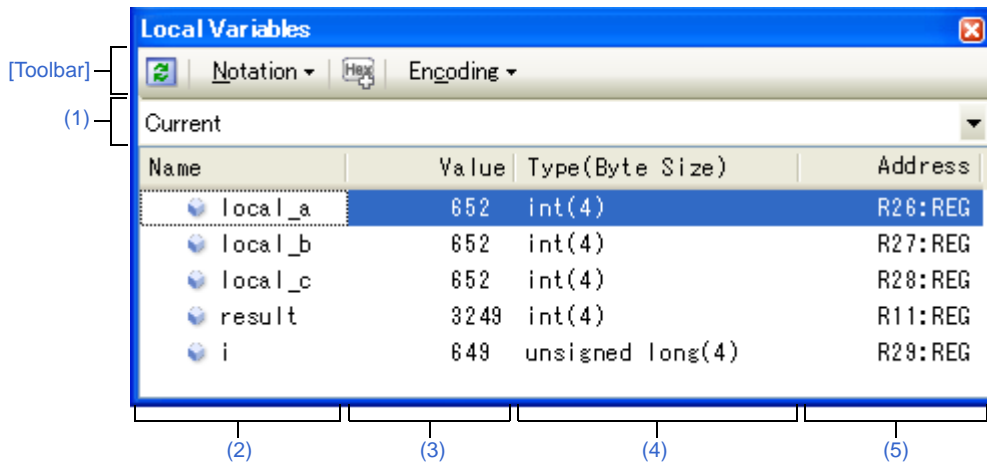 Local Variables
[Toolbar]
Notation Hex Encoding
(1)
Current
Name Value Type(Byte Size) Address
local_a 652 int(4) R26:REG
local_b 652 int(4) R27:REG
local_c 652 int(4) R28:REG
result 3249 int(4) R11:REG
i 649 unsigned long(4) R29:REG
(2) (3) (4) (5)